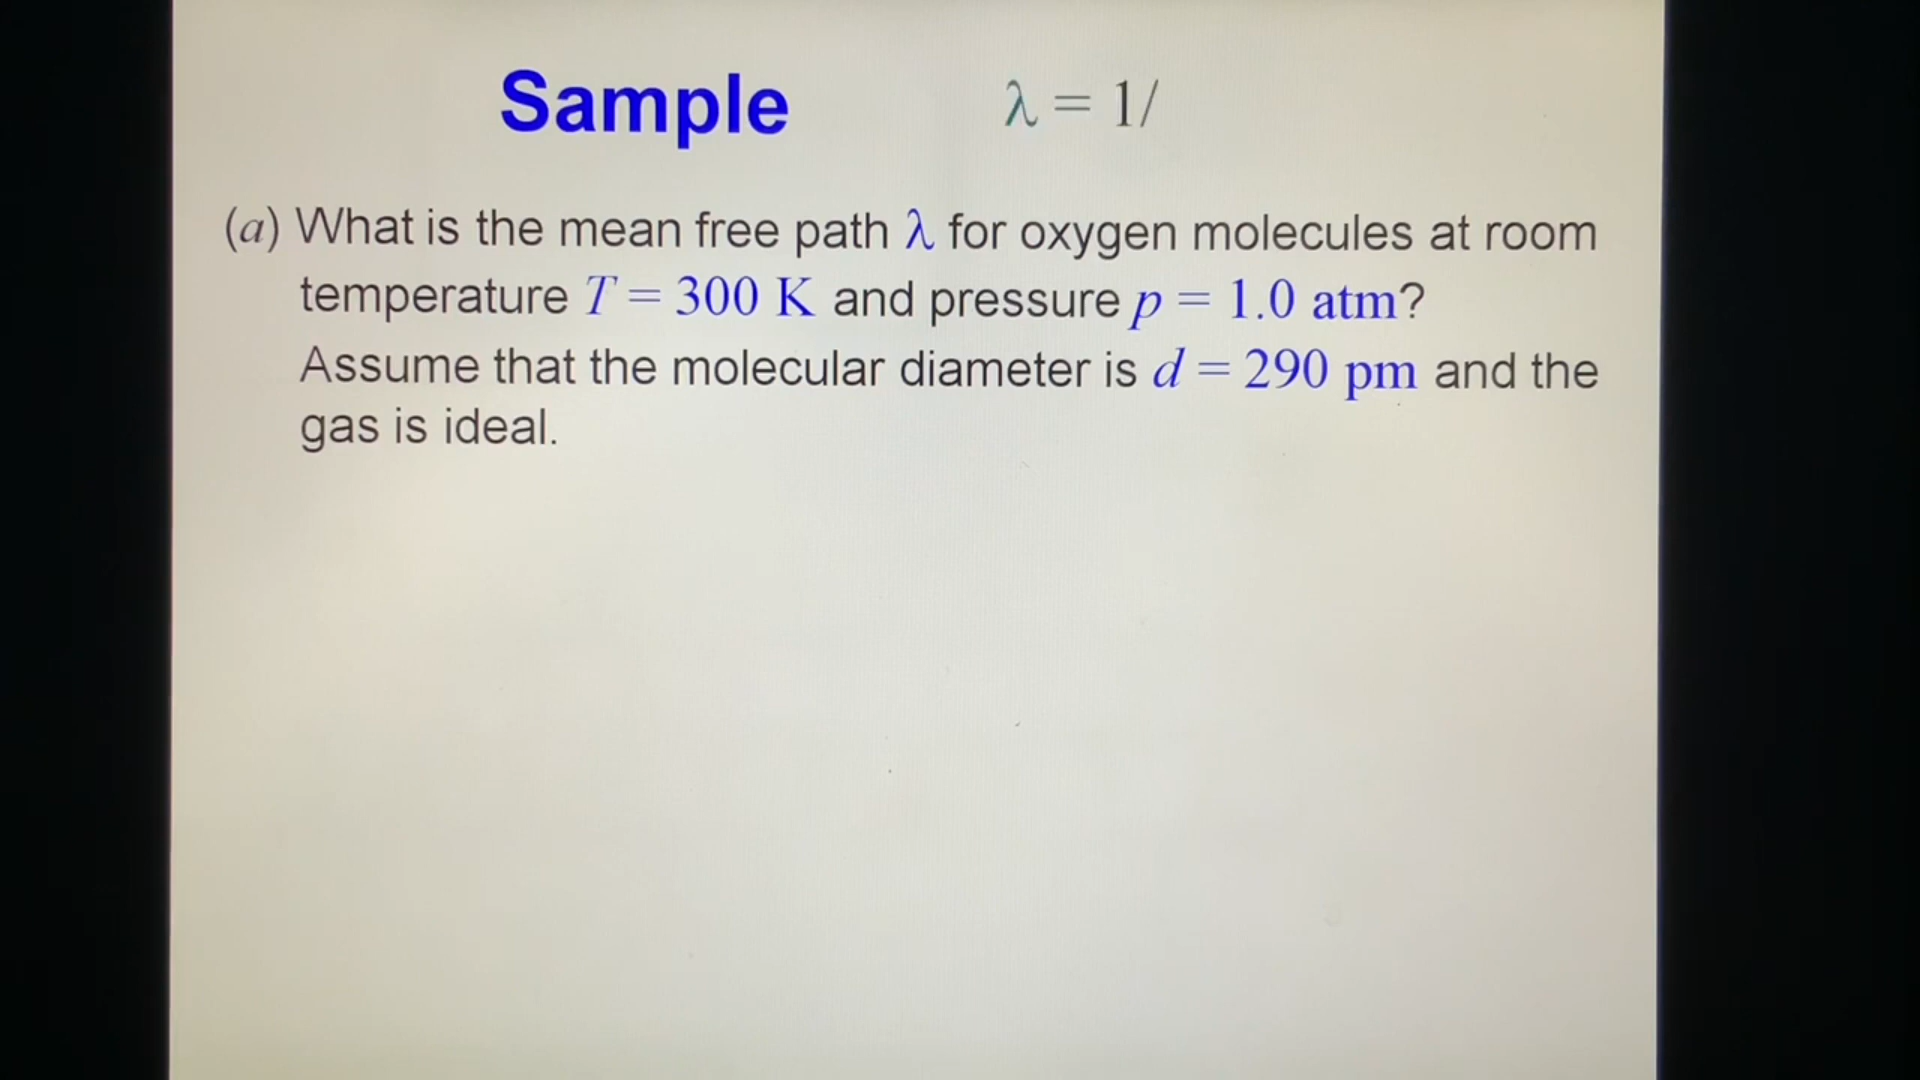 Sample λ = 1/
(a) What is the mean free path λ for oxygen molecules at room
temperature T = 300 K and pressure p = 1.0 atm?
Assume that the molecular diameter is d = 290 pm and the
gas is ideal.